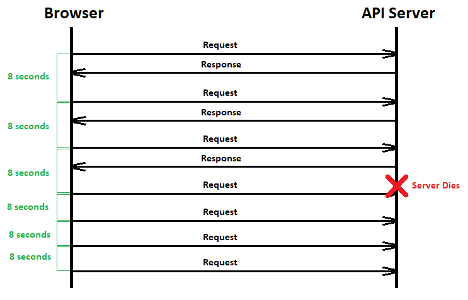 Browser
API Server
Request
Response
8 seconds
Request
Response
8 seconds
Request
Response
8 seconds
Request
Server Dies
8 seconds
Request
8 seconds
Request
8 seconds
Request